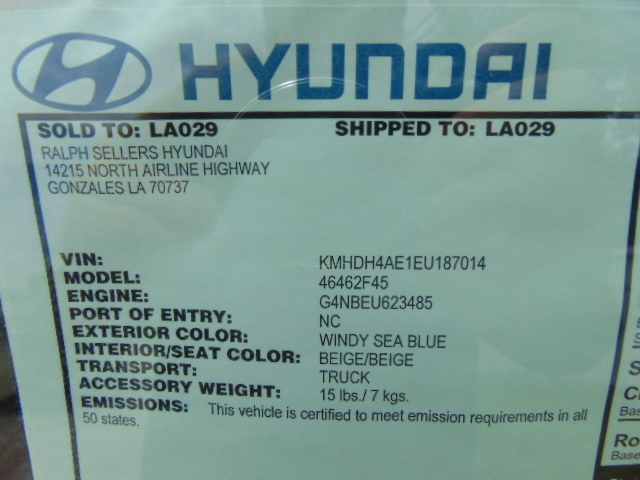 HYUNDAI
SOLD TO: LA029
SHIPPED TO: LA029
RALPH SELLERS HYUNDAI
14215 NORTH AIRLINE HIGHWAY
GONZALES LA 70737
VIN: KMHDH4AE1EU187014
MODEL: 46462F45
ENGINE: G4NBEU623485
PORT OF ENTRY: NC
EXTERIOR COLOR: WINDY SEA BLUE
INTERIOR/SEAT COLOR: BEIGE/BEIGE
TRANSPORT: TRUCK
ACCESSORY WEIGHT: 15 lbs./ 7 kgs.
EMISSIONS: This vehicle is certified to meet emission requirements in all
50 states.